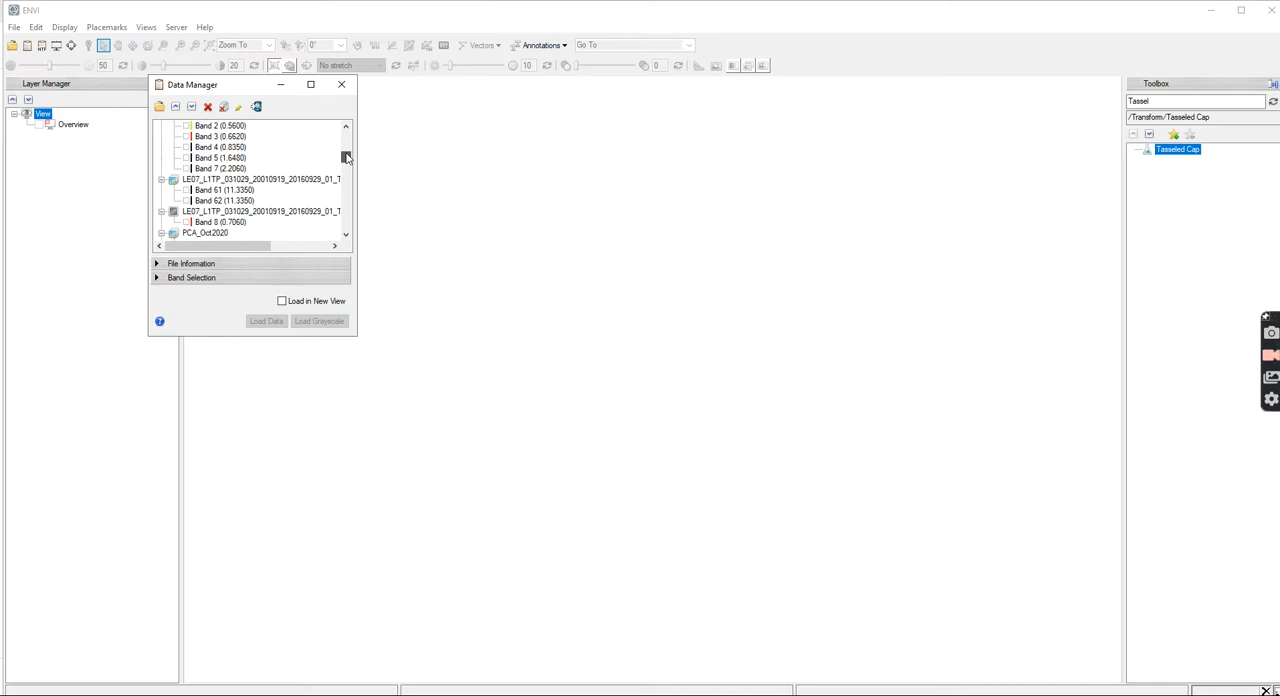 ENVI
File Edit Display Placemarks Views Server Help
Zoom To 0° Vectors Annotations Go To
50 20 No stretch 10 0
Layer Manager
View
Overview
Data Manager
Band 2 (0.5600)
Band 3 (0.6620)
Band 4 (0.8350)
Band 5 (1.6480)
Band 7 (2.2060)
LE07_L1TP_031029_20010919_20160929_01_T
Band 61 (11.3350)
Band 62 (11.3350)
LE07_L1TP_031029_20010919_20160929_01_T
Band 8 (0.7060)
PCA_Oct2020
File Information
Band Selection
Load in New View
Load Data Load Grayscale
Toolbox
Tassel
/Transform/Tasseled Cap
Tasseled Cap